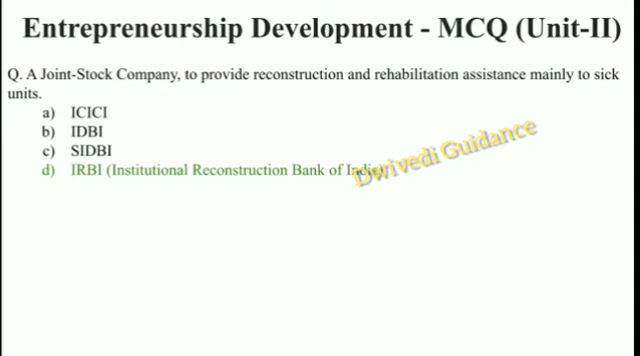 Entrepreneurship Development - MCQ (Unit-II)
Q. A Joint-Stock Company, to provide reconstruction and rehabilitation assistance mainly to sick
units.
a) ICICI
b) IDBI
c) SIDBI
d) IRBI (Institutional Reconstruction Bank of India)
Dwivedi Guidance